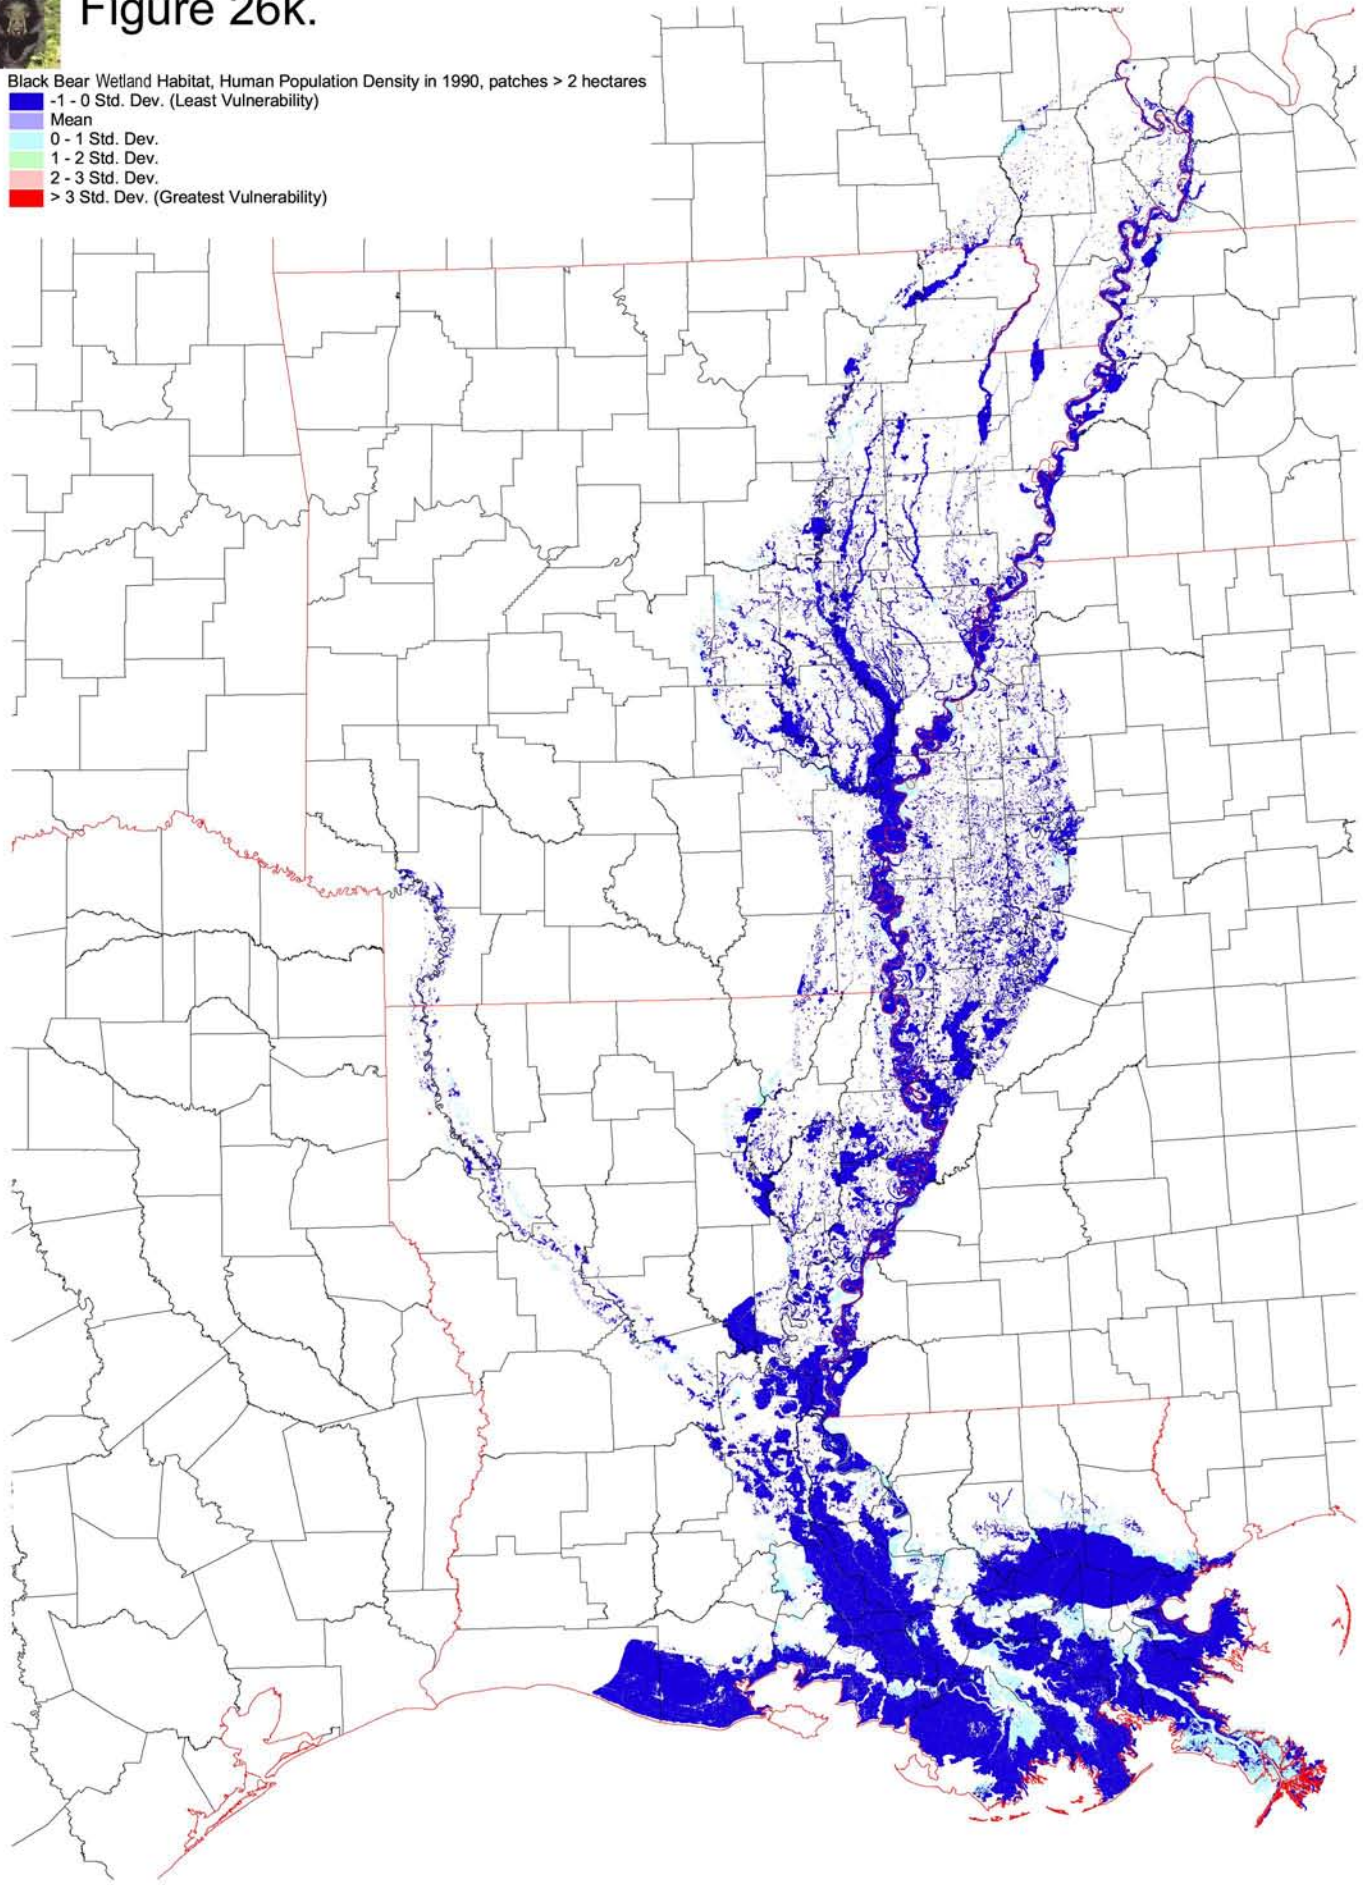 Figure 26k.
Black Bear Wetland Habitat, Human Population Density in 1990, patches > 2 hectares
-1 - 0 Std. Dev. (Least Vulnerability)
Mean
0 - 1 Std. Dev.
1 - 2 Std. Dev.
2 - 3 Std. Dev.
> 3 Std. Dev. (Greatest Vulnerability)